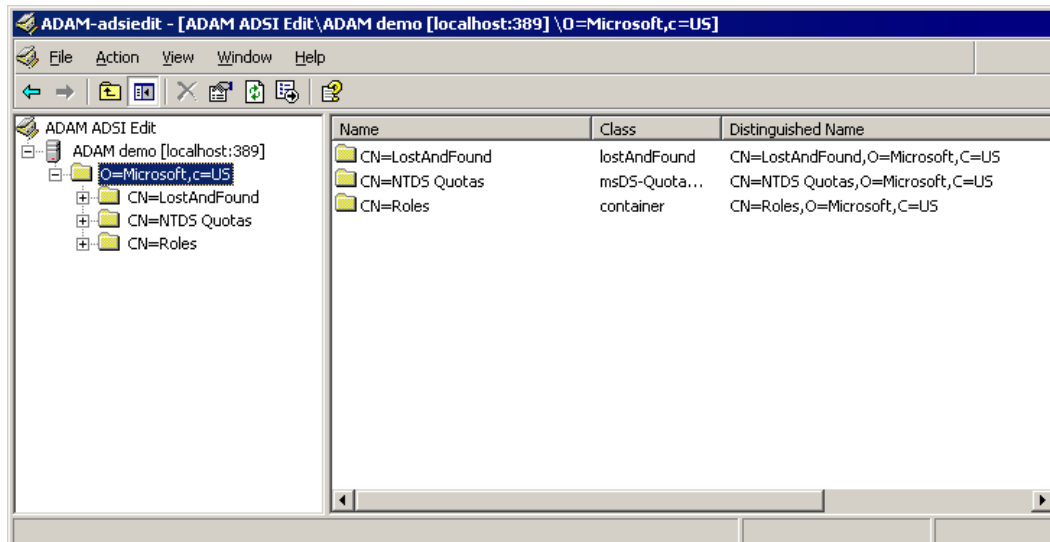 ADAM-adsiedit - [ADAM ADSI Edit\ADAM demo [localhost:389] \O=Microsoft,c=US]
File Action View Window Help
ADAM ADSI Edit
ADAM demo [localhost:389]
O=Microsoft,c=US
CN=LostAndFound
CN=NTDS Quotas
CN=Roles
Name Class Distinguished Name
CN=LostAndFound lostAndFound CN=LostAndFound,O=Microsoft,C=US
CN=NTDS Quotas msDS-Quota... CN=NTDS Quotas,O=Microsoft,C=US
CN=Roles container CN=Roles,O=Microsoft,C=US